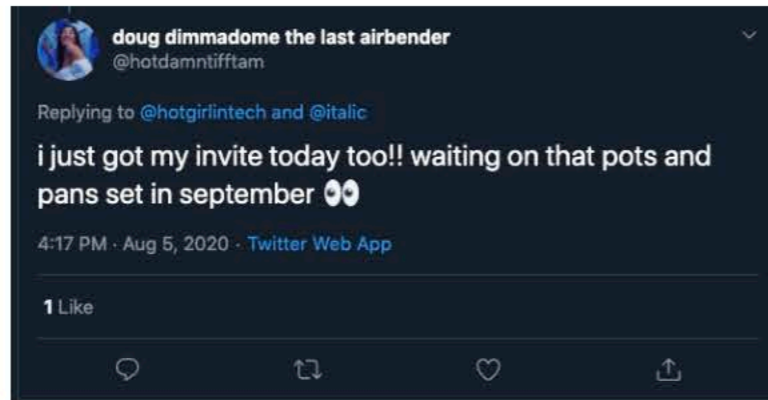 doug dimmadome the last airbender
@hotdamntifftam
Replying to @hotgirlintech and @italic
i just got my invite today too!! waiting on that pots and
pans set in september 👀
4:17 PM · Aug 5, 2020 · Twitter Web App
1 Like